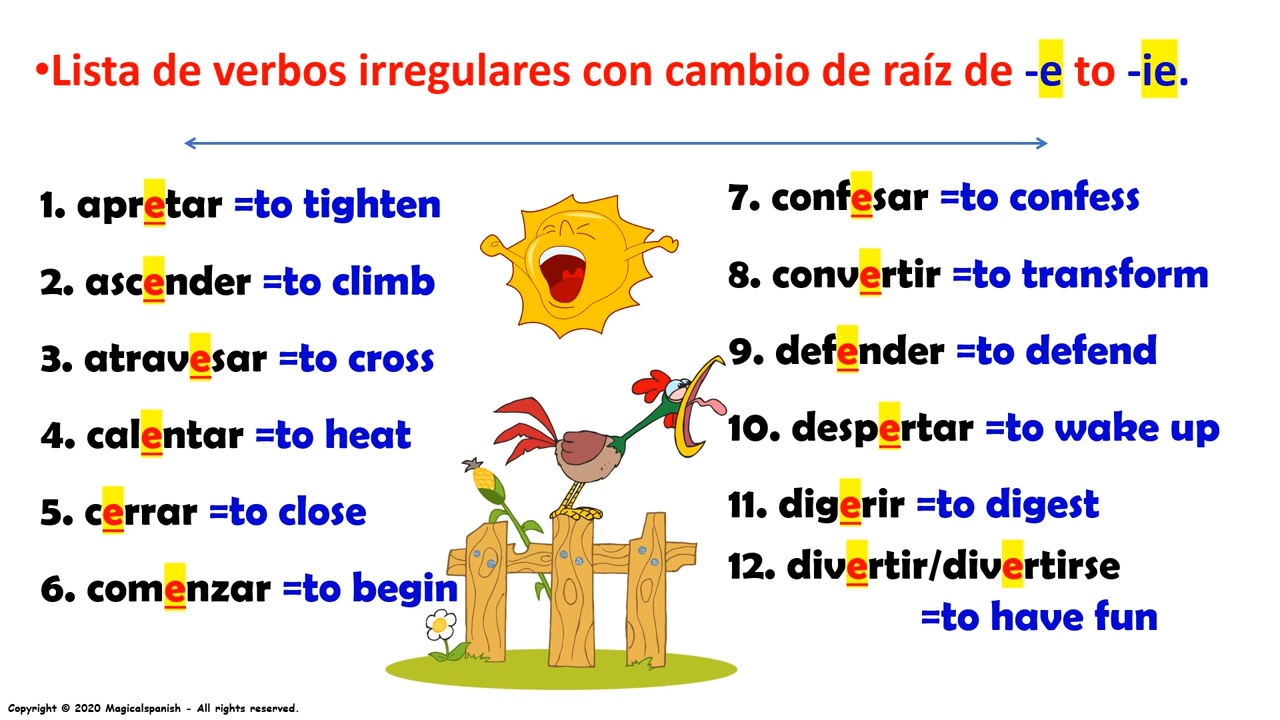 •Lista de verbos irregulares con cambio de raíz de -e to -ie.
1. apretar =to tighten
2. ascender =to climb
3. atravesar =to cross
4. calentar =to heat
5. cerrar =to close
6. comenzar =to begin
7. confesar =to confess
8. convertir =to transform
9. defender =to defend
10. despertar =to wake up
11. digerir =to digest
12. divertir/divertirse
=to have fun
Copyright © 2020 Magicalspanish - All rights reserved.